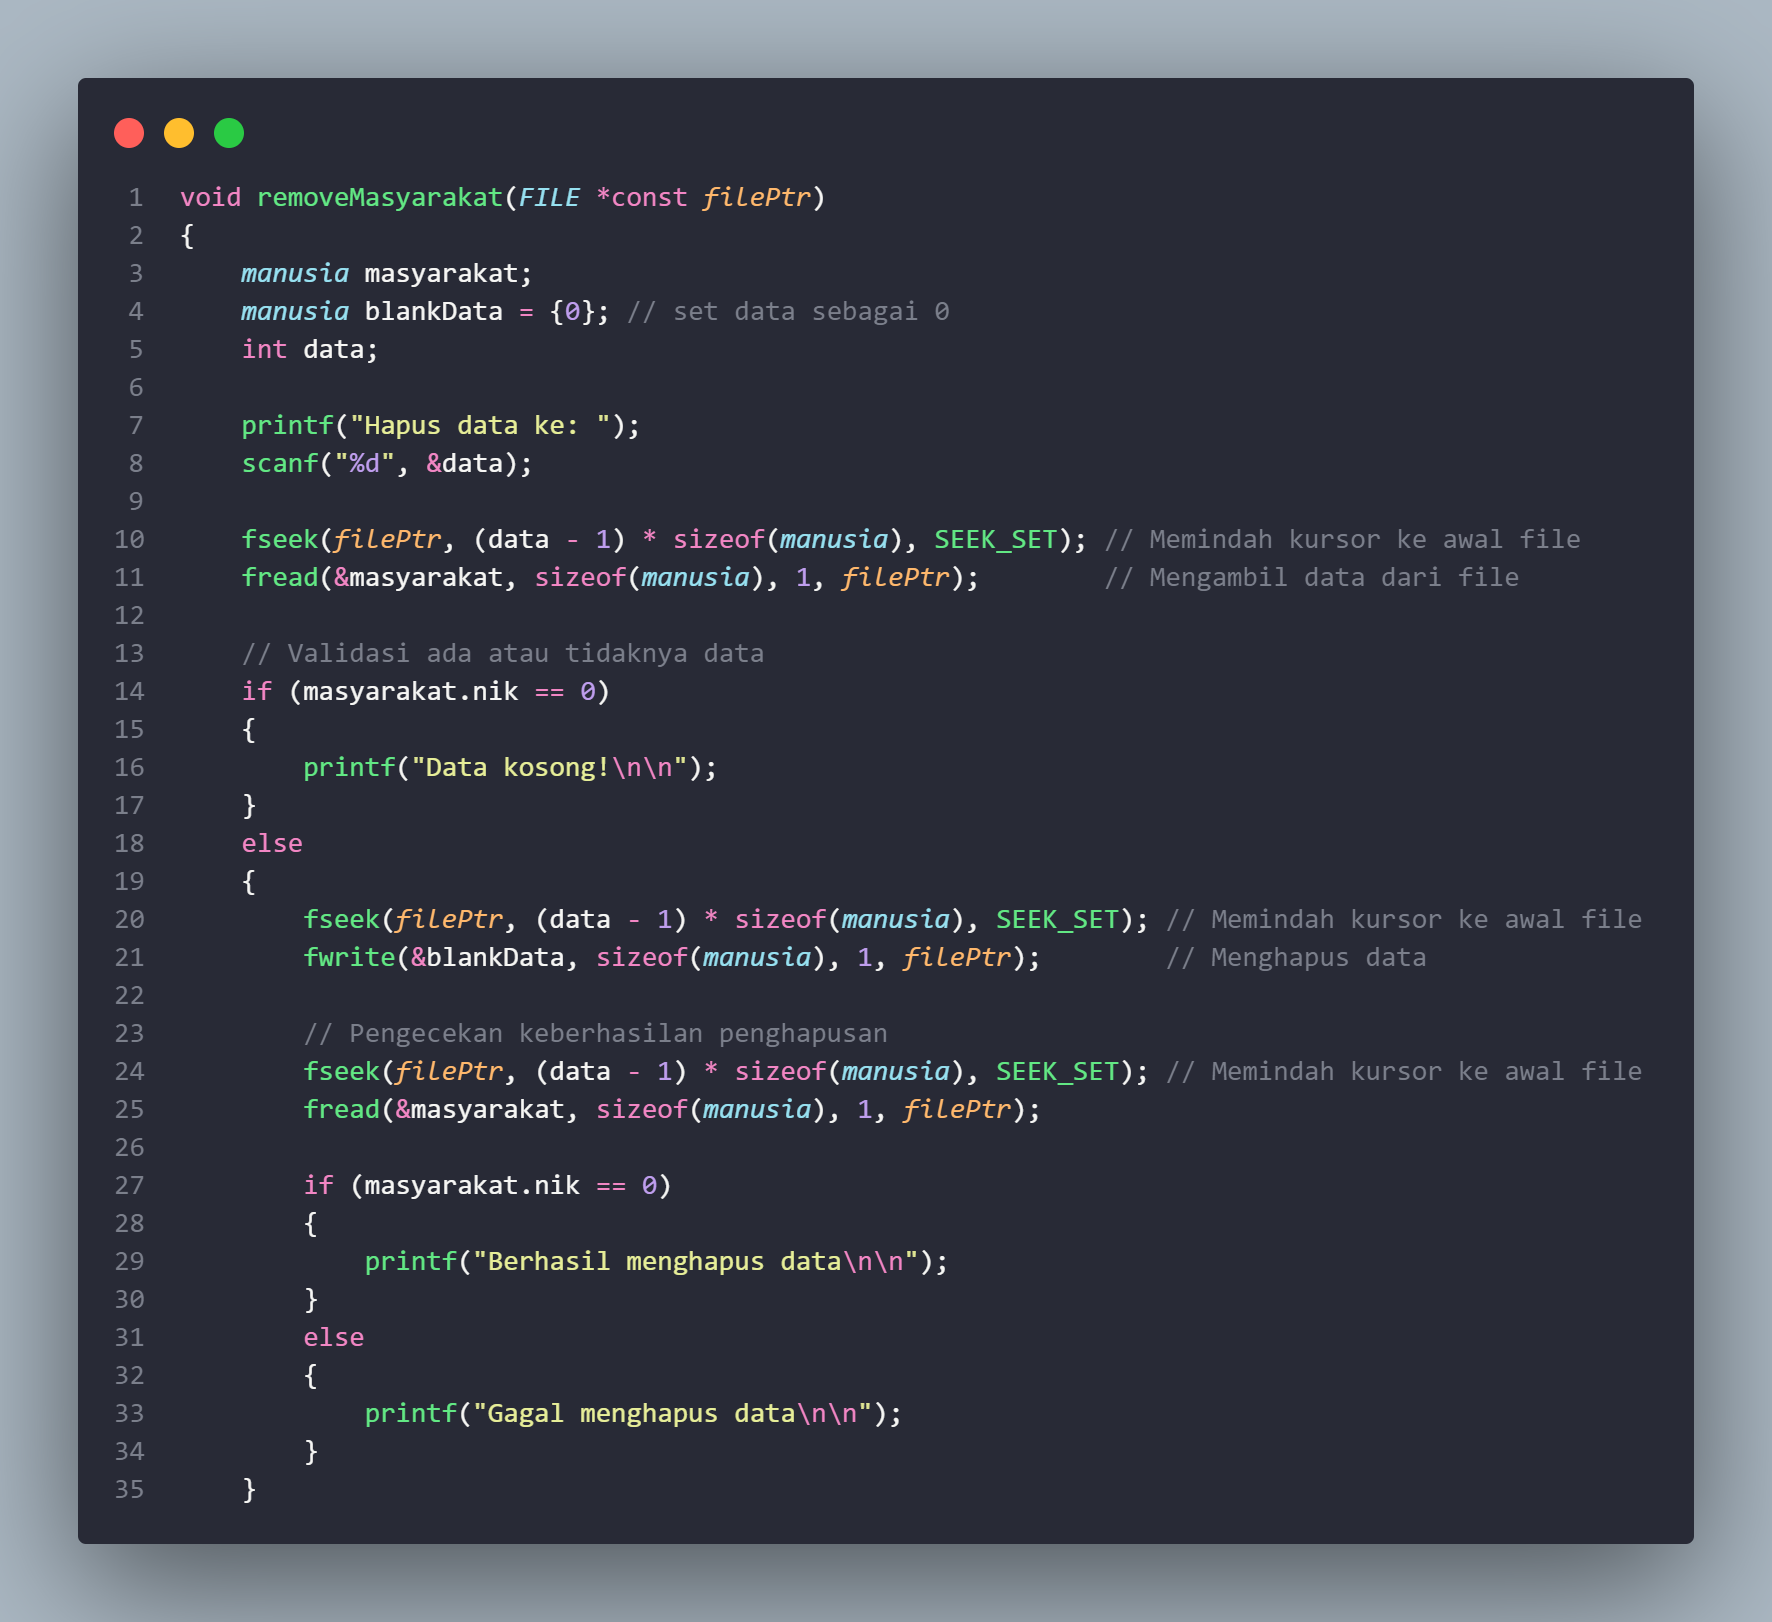 1 void removeMasyarakat(FILE *const filePtr)
2 {
3     manusia masyarakat;
4     manusia blankData = {0}; // set data sebagai 0
5     int data;
6
7     printf("Hapus data ke: ");
8     scanf("%d", &data);
9
10     fseek(filePtr, (data - 1) * sizeof(manusia), SEEK_SET); // Memindah kursor ke awal file
11     fread(&masyarakat, sizeof(manusia), 1, filePtr);        // Mengambil data dari file
12
13     // Validasi ada atau tidaknya data
14     if (masyarakat.nik == 0)
15     {
16         printf("Data kosong!\n\n");
17     }
18     else
19     {
20         fseek(filePtr, (data - 1) * sizeof(manusia), SEEK_SET); // Memindah kursor ke awal file
21         fwrite(&blankData, sizeof(manusia), 1, filePtr);        // Menghapus data
22
23         // Pengecekan keberhasilan penghapusan
24         fseek(filePtr, (data - 1) * sizeof(manusia), SEEK_SET); // Memindah kursor ke awal file
25         fread(&masyarakat, sizeof(manusia), 1, filePtr);
26
27         if (masyarakat.nik == 0)
28         {
29             printf("Berhasil menghapus data\n\n");
30         }
31         else
32         {
33             printf("Gagal menghapus data\n\n");
34         }
35     }